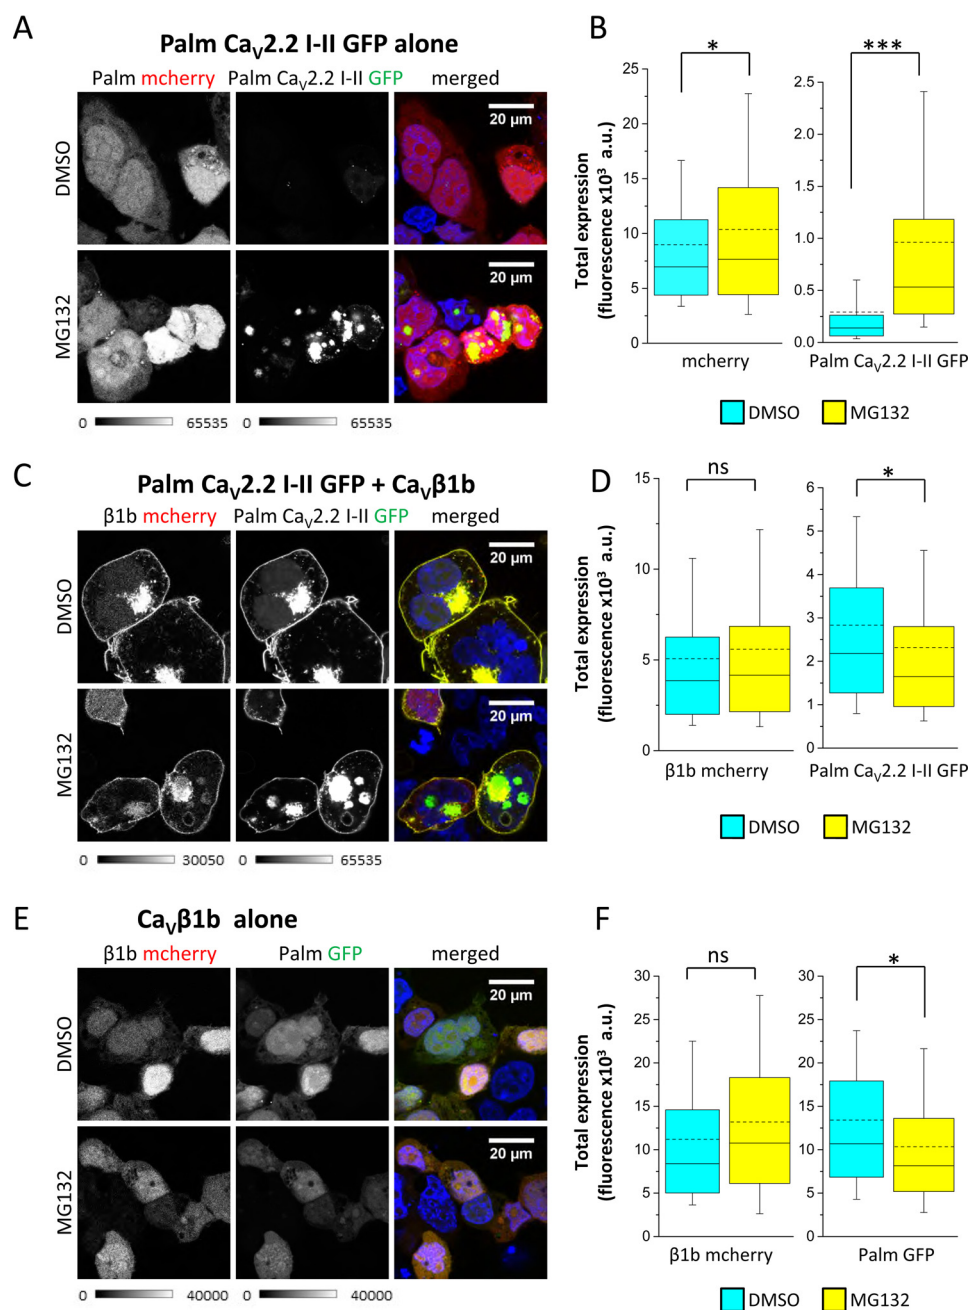 A
Palm CaV2.2 I-II GFP alone
Palm mcherry Palm CaV2.2 I-II GFP merged
DMSO
20 µm
MG132
20 µm
0 65535 0 65535
B
Total expression
(fluorescence x10³ a.u.)
* ***
25 2.5
20 2.0
15 1.5
10 1.0
5 0.5
0 0.0
mcherry Palm CaV2.2 I-II GFP
DMSO MG132
C
Palm CaV2.2 I-II GFP + CaVβ1b
β1b mcherry Palm CaV2.2 I-II GFP merged
DMSO
20 µm
MG132
20 µm
0 30050 0 65535
D
Total expression
(fluorescence x10³ a.u.)
ns *
15 6
5
10 4
3
5 2
1
0 0
β1b mcherry Palm CaV2.2 I-II GFP
DMSO MG132
E
CaVβ1b alone
β1b mcherry Palm GFP merged
DMSO
20 µm
MG132
20 µm
0 40000 0 40000
F
Total expression
(fluorescence x10³ a.u.)
ns *
30 30
25 25
20 20
15 15
10 10
5 5
0 0
β1b mcherry Palm GFP
DMSO MG132